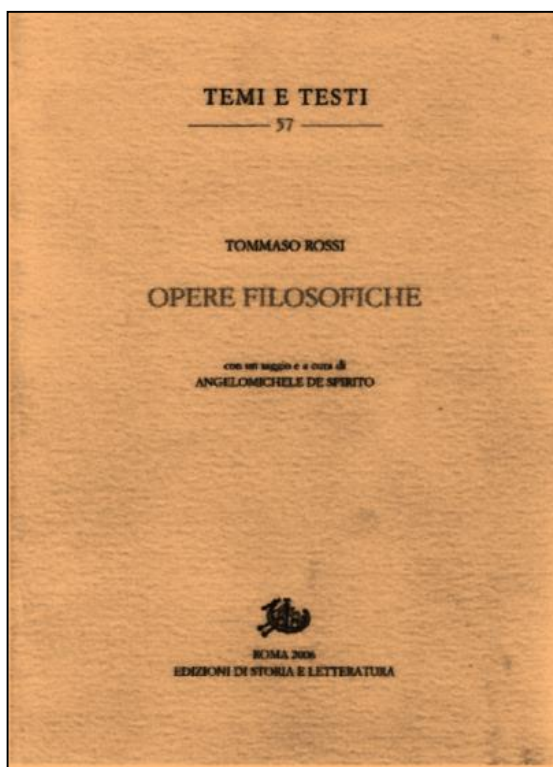 TEMI E TESTI
57
TOMMASO ROSSI
OPERE FILOSOFICHE
con un saggio e a cura di
ANGELOMICHELE DE SPIRITO
ROMA 2006
EDIZIONI DI STORIA E LETTERATURA